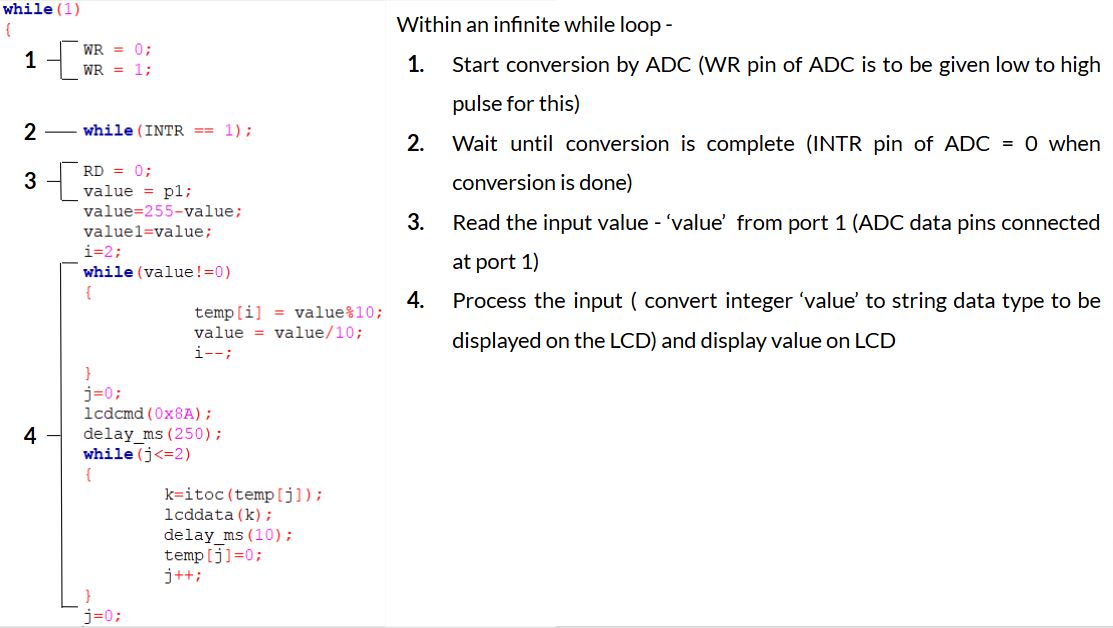 while(1)
{
1
WR = 0;
WR = 1;
2
while(INTR == 1);
3
RD = 0;
value = p1;
value=255-value;
value1=value;
i=2;
4
while(value!=0)
{
temp[i] = value%10;
value = value/10;
i--;
}
j=0;
lcdcmd(0x8A);
delay_ms(250);
while(j<=2)
{
k=itoc(temp[j]);
lcddata(k);
delay_ms(10);
temp[j]=0;
j++;
}
j=0;
Within an infinite while loop -
1. Start conversion by ADC (WR pin of ADC is to be given low to high
pulse for this)
2. Wait until conversion is complete (INTR pin of ADC = 0 when
conversion is done)
3. Read the input value - ‘value’ from port 1 (ADC data pins connected
at port 1)
4. Process the input ( convert integer ‘value’ to string data type to be
displayed on the LCD) and display value on LCD